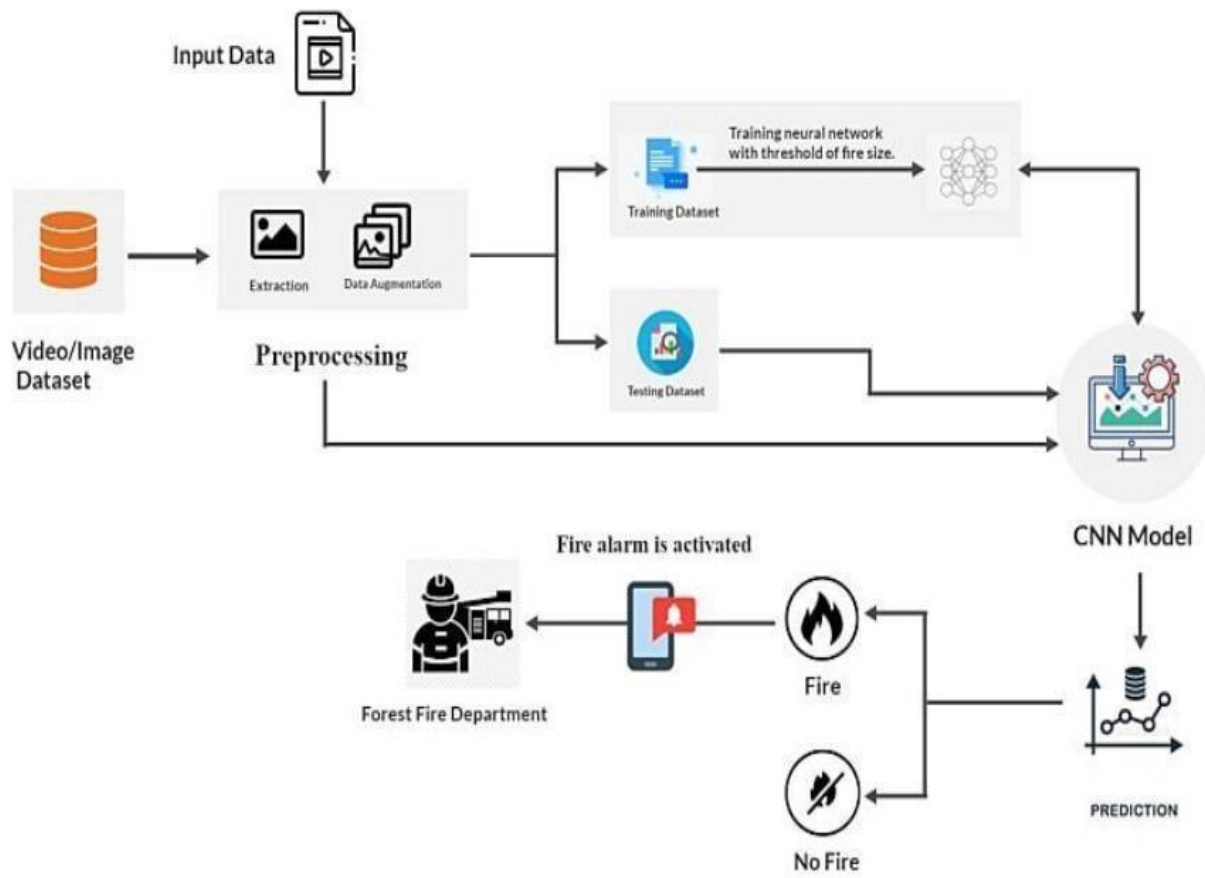 Input Data
Training neural network
with threshold of fire size.
Training Dataset
Extraction
Data Augmentation
Video/Image
Dataset
Preprocessing
Testing Dataset
CNN Model
Fire alarm is activated
Fire
Forest Fire Department
PREDICTION
No Fire